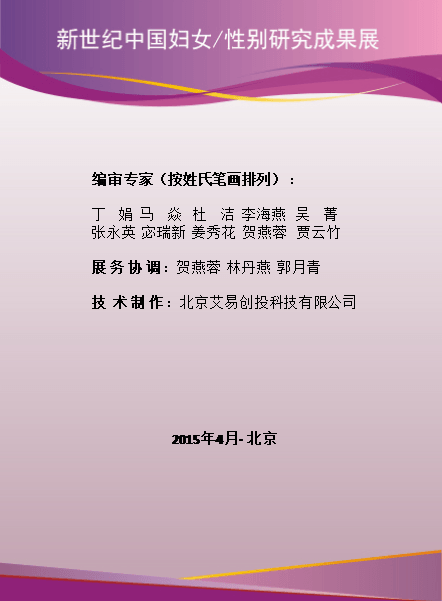 新世纪中国妇女/性别研究成果展
编审专家（按姓氏笔画排列）：
丁 娟 马 焱 杜 洁 李海燕 吴 菁
张永英 宓瑞新 姜秀花 贺燕蓉 贾云竹
展务协调：贺燕蓉 林丹燕 郭月青
技术制作：北京艾易创投科技有限公司
2015年4月-北京